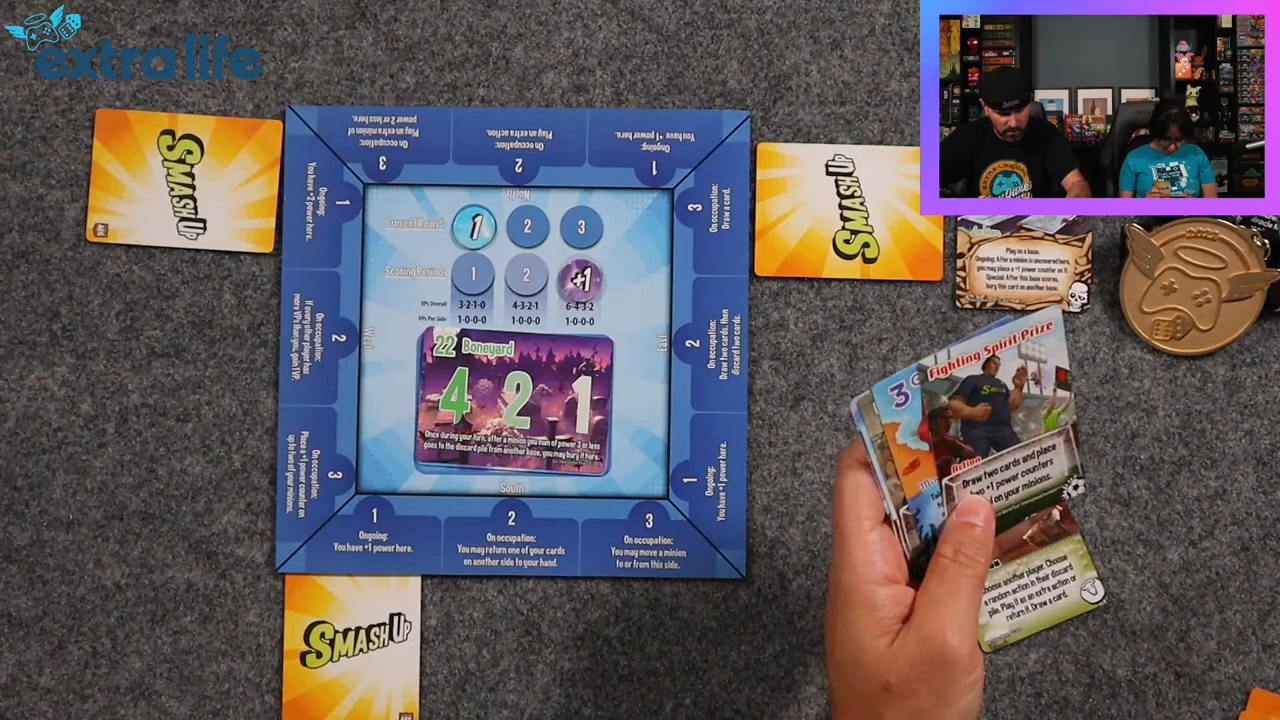 extra life
SMASH UP
SMASH UP
SMASH UP
On occupation:
Play an extra minion of
power 2 or less here.
3
On occupation:
Play an extra action.
2
Ongoing:
You have +1 power here.
1
North
1
Ongoing:
You have +2 power here.
2
On occupation:
If every other player has
more VPs than you, gain 1 VP.
3
On occupation:
Place a +1 power counter on
up to two of your minions.
West
Current Round:
1
2
3
Scoring Period:
1
2
+1
VPs Overall
3-2-1-0
4-3-2-1
6-4-3-2
VPs Per Side
1-0-0-0
1-0-0-0
1-0-0-0
22 Boneyard
4 2 1
Once during your turn, after a minion you own of power 3 or less
goes to the discard pile from another base, you may bury it here.
East
3
On occupation:
Draw a card.
2
On occupation:
Draw two cards, then
discard two cards.
1
Ongoing:
You have +1 power here.
South
1
Ongoing:
You have +1 power here.
2
On occupation:
You may return one of your cards
on another side to your hand.
3
On occupation:
You may move a minion
to or from this side.
Play on a base.
Ongoing: After a minion is uncovered here,
you may place a +1 power counter on it.
Special: After this base scores,
bury this card on another base.
Fighting Spirit Prize
3
Action
Draw two cards and place
+1 power counters
on your minions.
Choose another player. Choose
a random action in their discard
pile. Play it as an extra action or
return it. Draw a card.